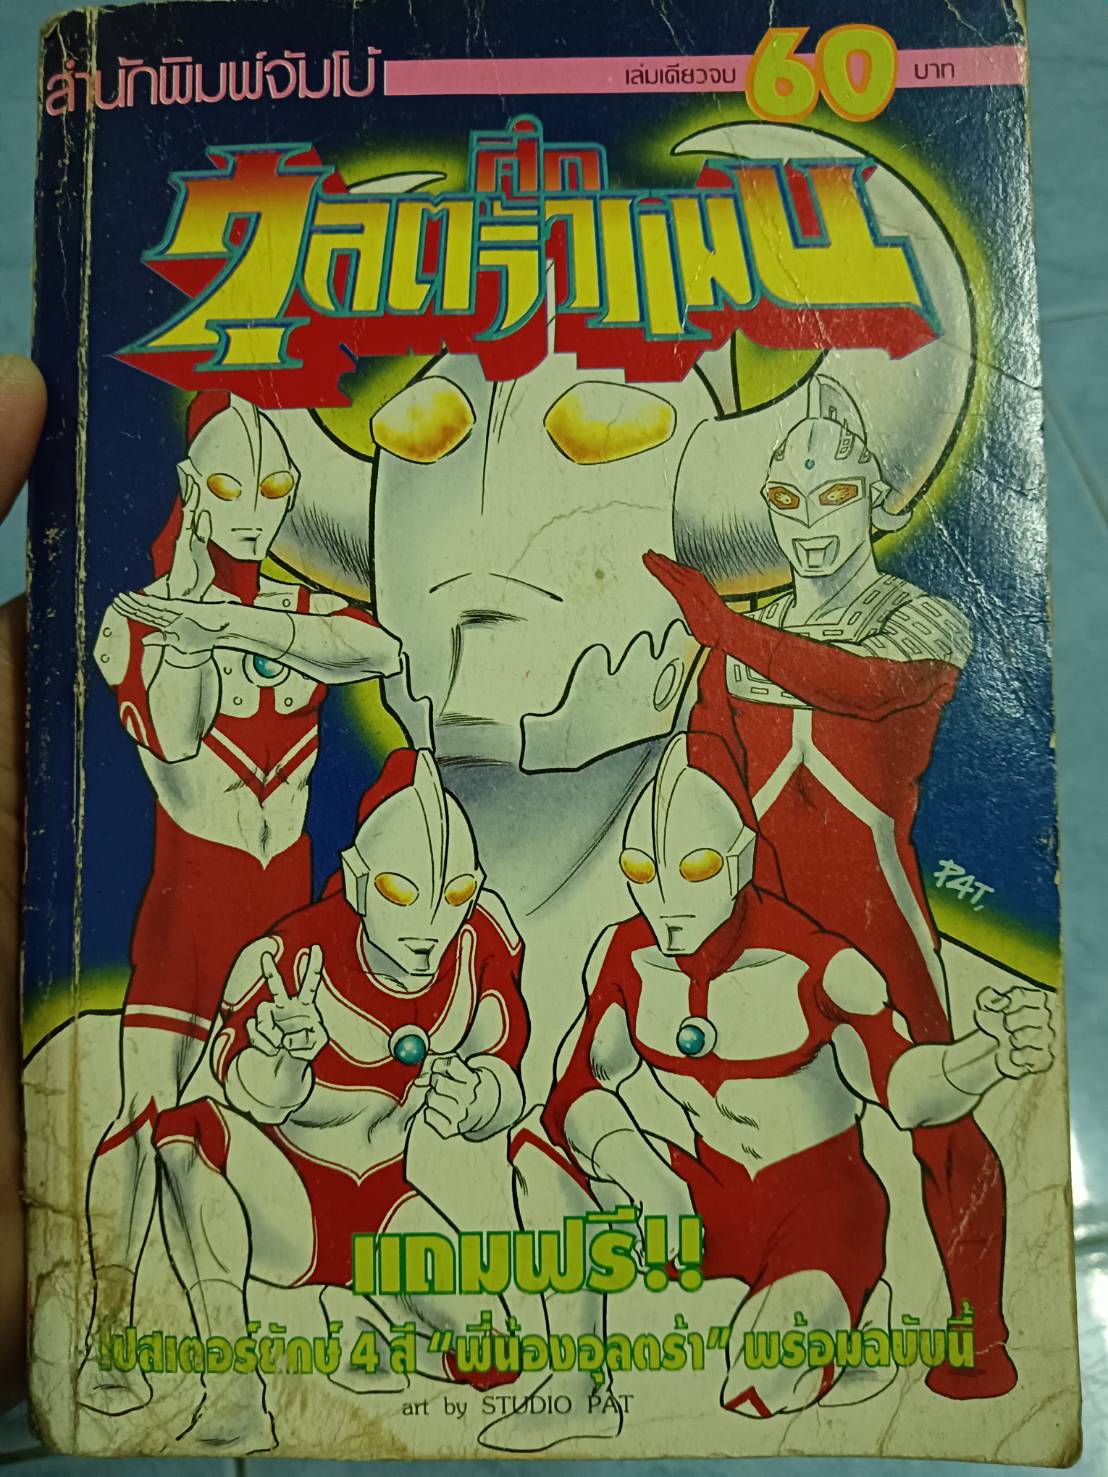 สำนักพิมพ์จัมโบ้
เล่มเดียวจบ 60 บาท
ศึก
อุลตร้าแมน
PAT.
แถมฟรี!!
โปสเตอร์ยักษ์ 4 สี "พี่น้องอุลตร้า" พร้อมฉบับนี้
art by STUDIO PAT